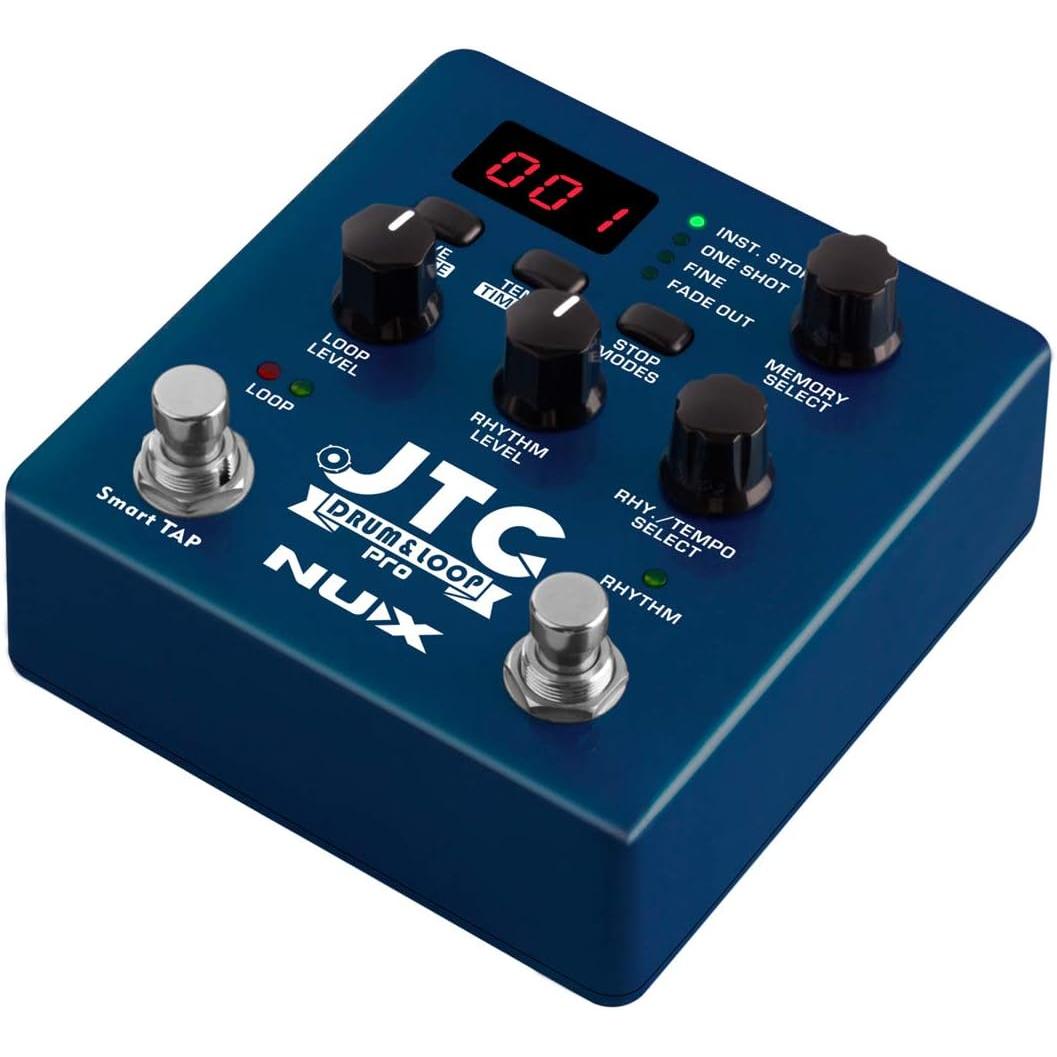 001
INST. STOP
ONE SHOT
FINE
FADE OUT
STOP
MODES
MEMORY
SELECT
LOOP
LEVEL
RHYTHM
LEVEL
RHY./TEMPO
SELECT
LOOP
Smart TAP
JTC
DRUM & LOOP
PRO
NUX
RHYTHM